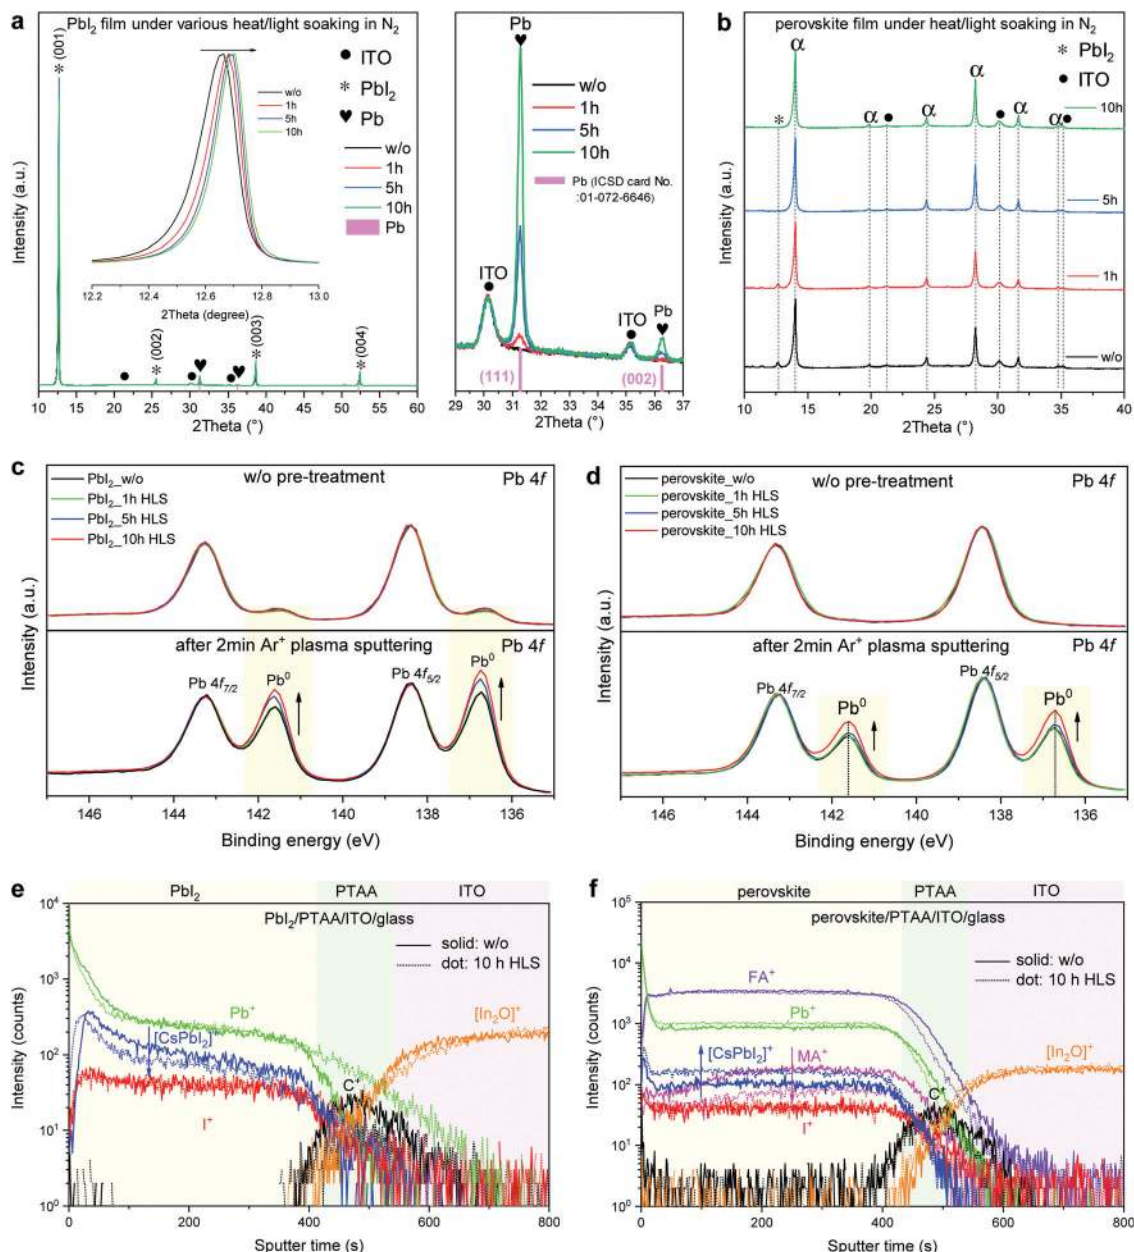 a
PbI2 film under various heat/light soaking in N2
* (001)
w/o
1h
5h
10h
12.2 12.4 12.6 12.8 13.0
2Theta (degree)
ITO
* PbI2
♥ Pb
w/o
1h
5h
10h
Pb
* (002)
* (003)
* (004)
10 15 20 25 30 35 40 45 50 55 60
2Theta (°)
Intensity (a.u.)
Pb
♥
w/o
1h
5h
10h
Pb (ICSD card No.
:01-072-6646)
ITO
ITO
Pb
(111)
(002)
29 30 31 32 33 34 35 36 37
2Theta (°)
b
perovskite film under heat/light soaking in N2
* PbI2
● ITO
α α α α α α
*
10h
5h
1h
w/o
10 15 20 25 30 35 40
2Theta (°)
Intensity (a.u.)
c
PbI2_w/o
PbI2_1h HLS
PbI2_5h HLS
PbI2_10h HLS
w/o pre-treatment
Pb 4f
after 2min Ar+ plasma sputtering
Pb 4f
Pb 4f7/2
Pb0
Pb 4f5/2
Pb0
146 144 142 140 138 136
Binding energy (eV)
Intensity (a.u.)
d
perovskite_w/o
perovskite_1h HLS
perovskite_5h HLS
perovskite_10h HLS
w/o pre-treatment
Pb 4f
after 2min Ar+ plasma sputtering
Pb 4f
Pb 4f7/2
Pb0
Pb 4f5/2
Pb0
146 144 142 140 138 136
Binding energy (eV)
Intensity (a.u.)
e
PbI2 PTAA ITO
PbI2/PTAA/ITO/glass
solid: w/o
dot: 10 h HLS
Pb+
[CsPbI2]+
I+
C+
[In2O]+
10^4
10^3
10^2
10^1
10^0
0 200 400 600 800
Sputter time (s)
Intensity (counts)
f
perovskite PTAA ITO
perovskite/PTAA/ITO/glass
solid: w/o
dot: 10 h HLS
FA+
Pb+
[CsPbI2]+
MA+
I+
C+
[In2O]+
10^5
10^4
10^3
10^2
10^1
10^0
0 200 400 600 800
Sputter time (s)
Intensity (counts)